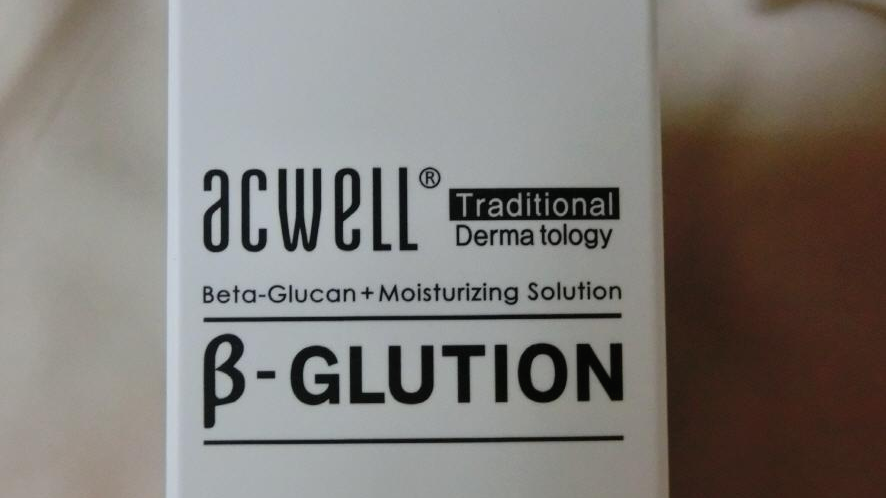 acwell® Traditional
Derma tology
Beta-Glucan+Moisturizing Solution
β-GLUTION